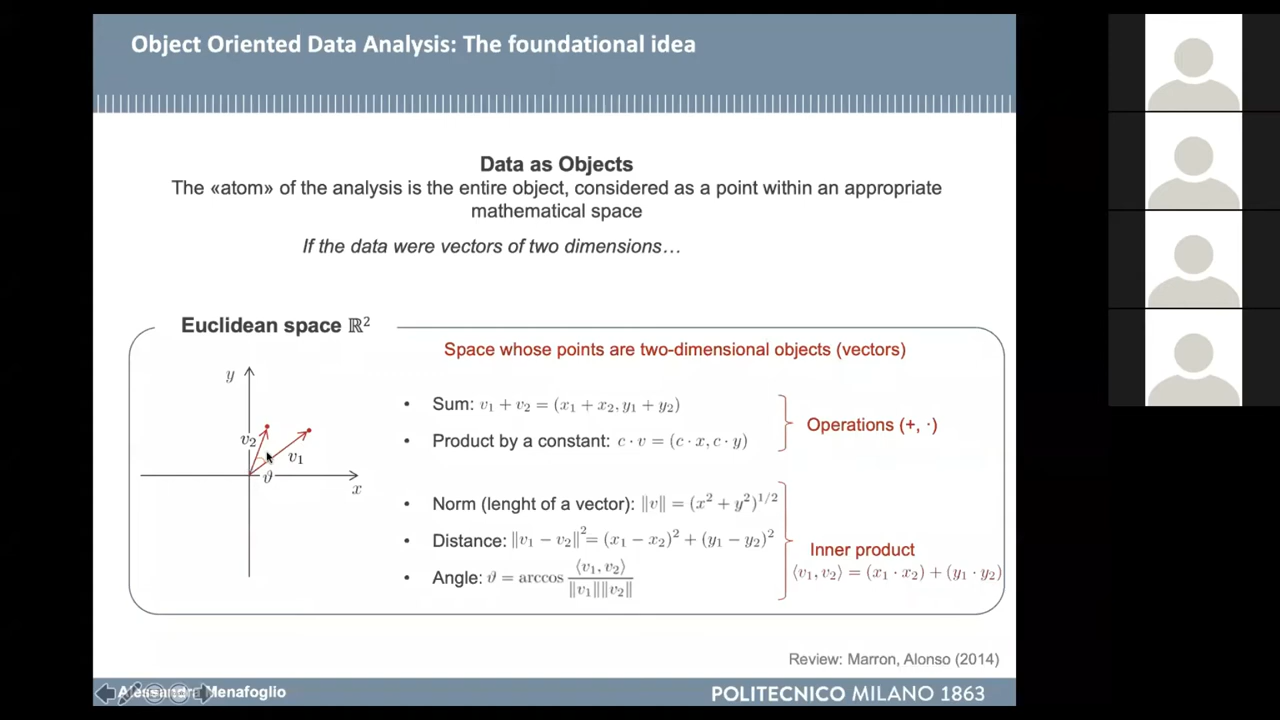 Object Oriented Data Analysis: The foundational idea
Data as Objects
The «atom» of the analysis is the entire object, considered as a point within an appropriate
mathematical space
If the data were vectors of two dimensions…
Euclidean space ℝ²
Space whose points are two-dimensional objects (vectors)
y
v₂
v₁
ϑ
x
• Sum: v₁ + v₂ = (x₁ + x₂, y₁ + y₂)
• Product by a constant: c · v = (c · x, c · y)
Operations (+, ·)
• Norm (lenght of a vector): ‖v‖ = (x² + y²)^{1/2}
• Distance: ‖v₁ − v₂‖² = (x₁ − x₂)² + (y₁ − y₂)²
• Angle: ϑ = arccos ⟨v₁, v₂⟩ / ‖v₁‖‖v₂‖
Inner product
⟨v₁, v₂⟩ = (x₁ · x₂) + (y₁ · y₂)
Review: Marron, Alonso (2014)
Alessandra Menafoglio
POLITECNICO MILANO 1863